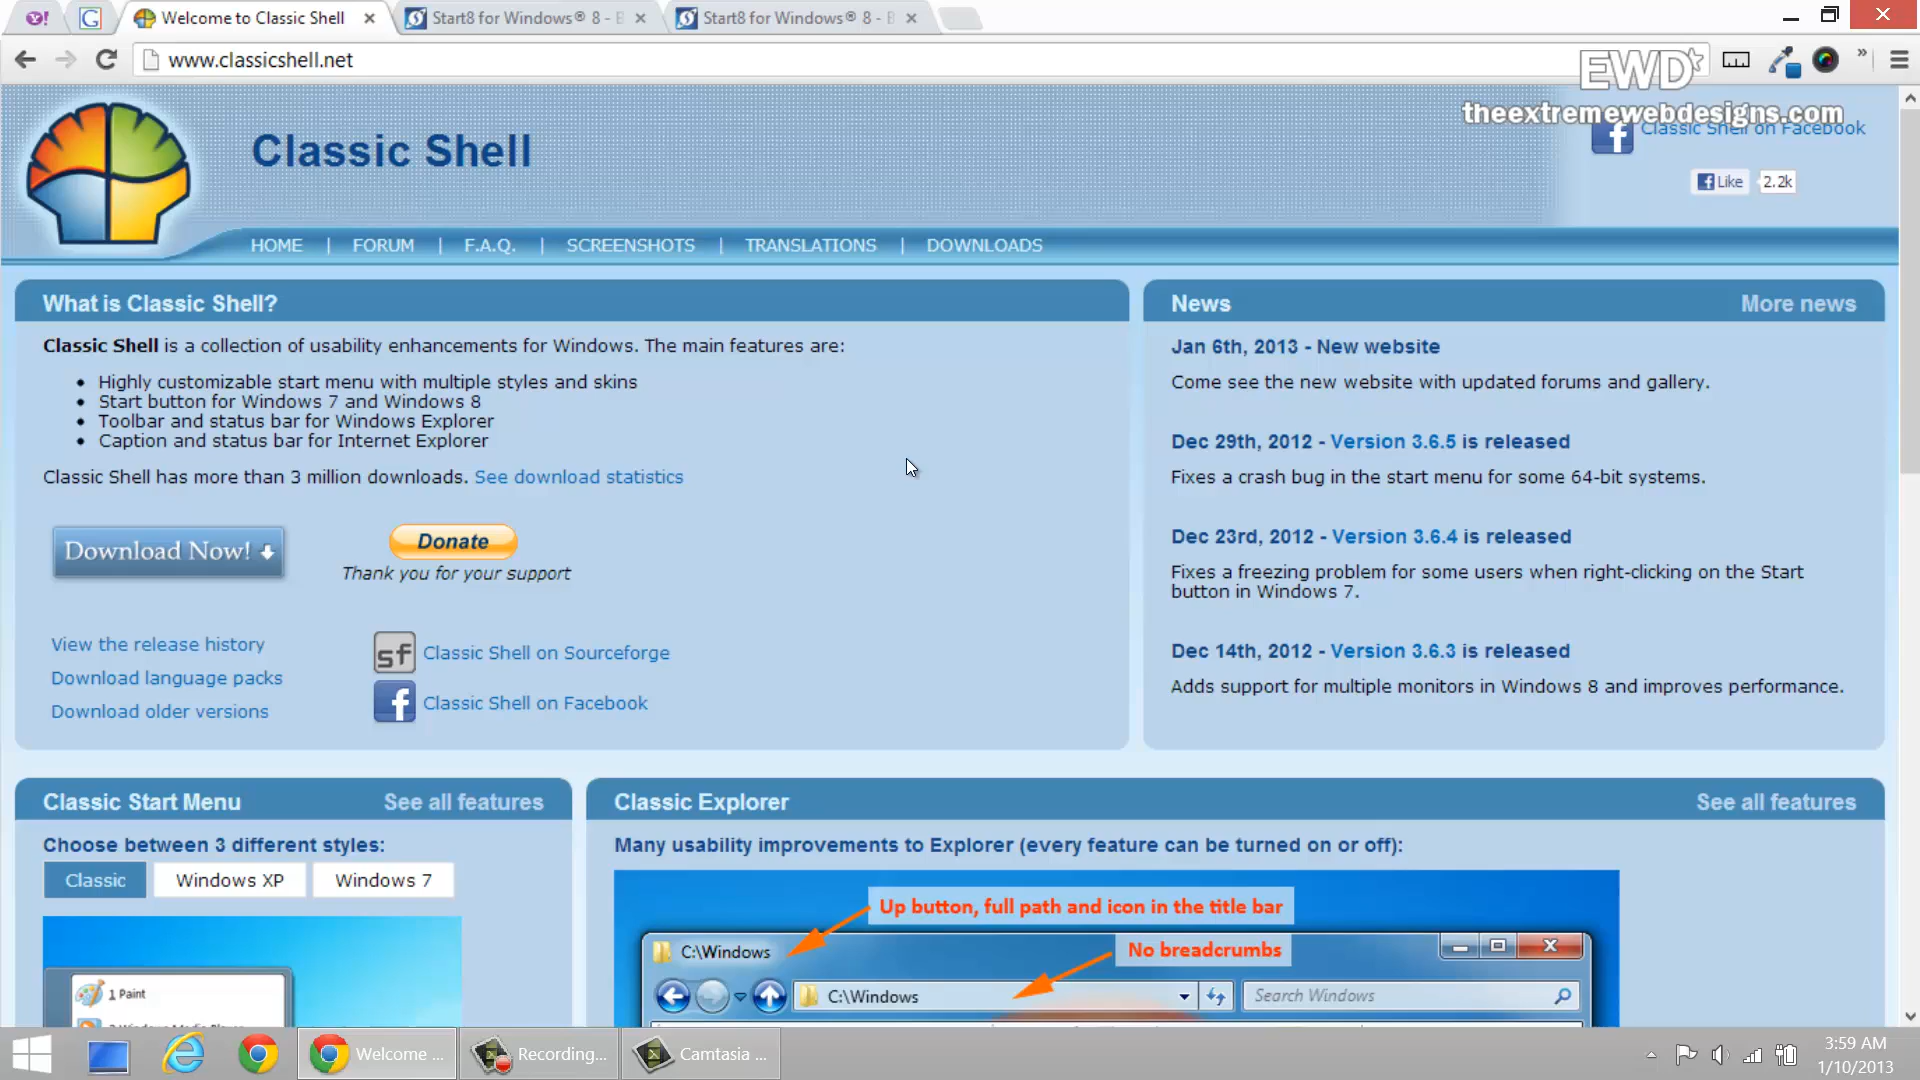 Welcome to Classic Shell
Start8 for Windows® 8 - B
Start8 for Windows® 8 - B
www.classicshell.net
EWD
theextremewebdesigns.com
Classic Shell
Classic Shell on Facebook
Like 2.2k
HOME | FORUM | F.A.Q. | SCREENSHOTS | TRANSLATIONS | DOWNLOADS
What is Classic Shell?
Classic Shell is a collection of usability enhancements for Windows. The main features are:
• Highly customizable start menu with multiple styles and skins
• Start button for Windows 7 and Windows 8
• Toolbar and status bar for Windows Explorer
• Caption and status bar for Internet Explorer
Classic Shell has more than 3 million downloads. See download statistics
Download Now!
Donate
Thank you for your support
View the release history
Download language packs
Download older versions
sf Classic Shell on Sourceforge
Classic Shell on Facebook
News More news
Jan 6th, 2013 - New website
Come see the new website with updated forums and gallery.
Dec 29th, 2012 - Version 3.6.5 is released
Fixes a crash bug in the start menu for some 64-bit systems.
Dec 23rd, 2012 - Version 3.6.4 is released
Fixes a freezing problem for some users when right-clicking on the Start
button in Windows 7.
Dec 14th, 2012 - Version 3.6.3 is released
Adds support for multiple monitors in Windows 8 and improves performance.
Classic Start Menu See all features
Choose between 3 different styles:
Classic Windows XP Windows 7
1 Paint
Classic Explorer See all features
Many usability improvements to Explorer (every feature can be turned on or off):
Up button, full path and icon in the title bar
C:\Windows
No breadcrumbs
C:\Windows
Search Windows
Welcome ...
Recording...
Camtasia ...
3:59 AM
1/10/2013